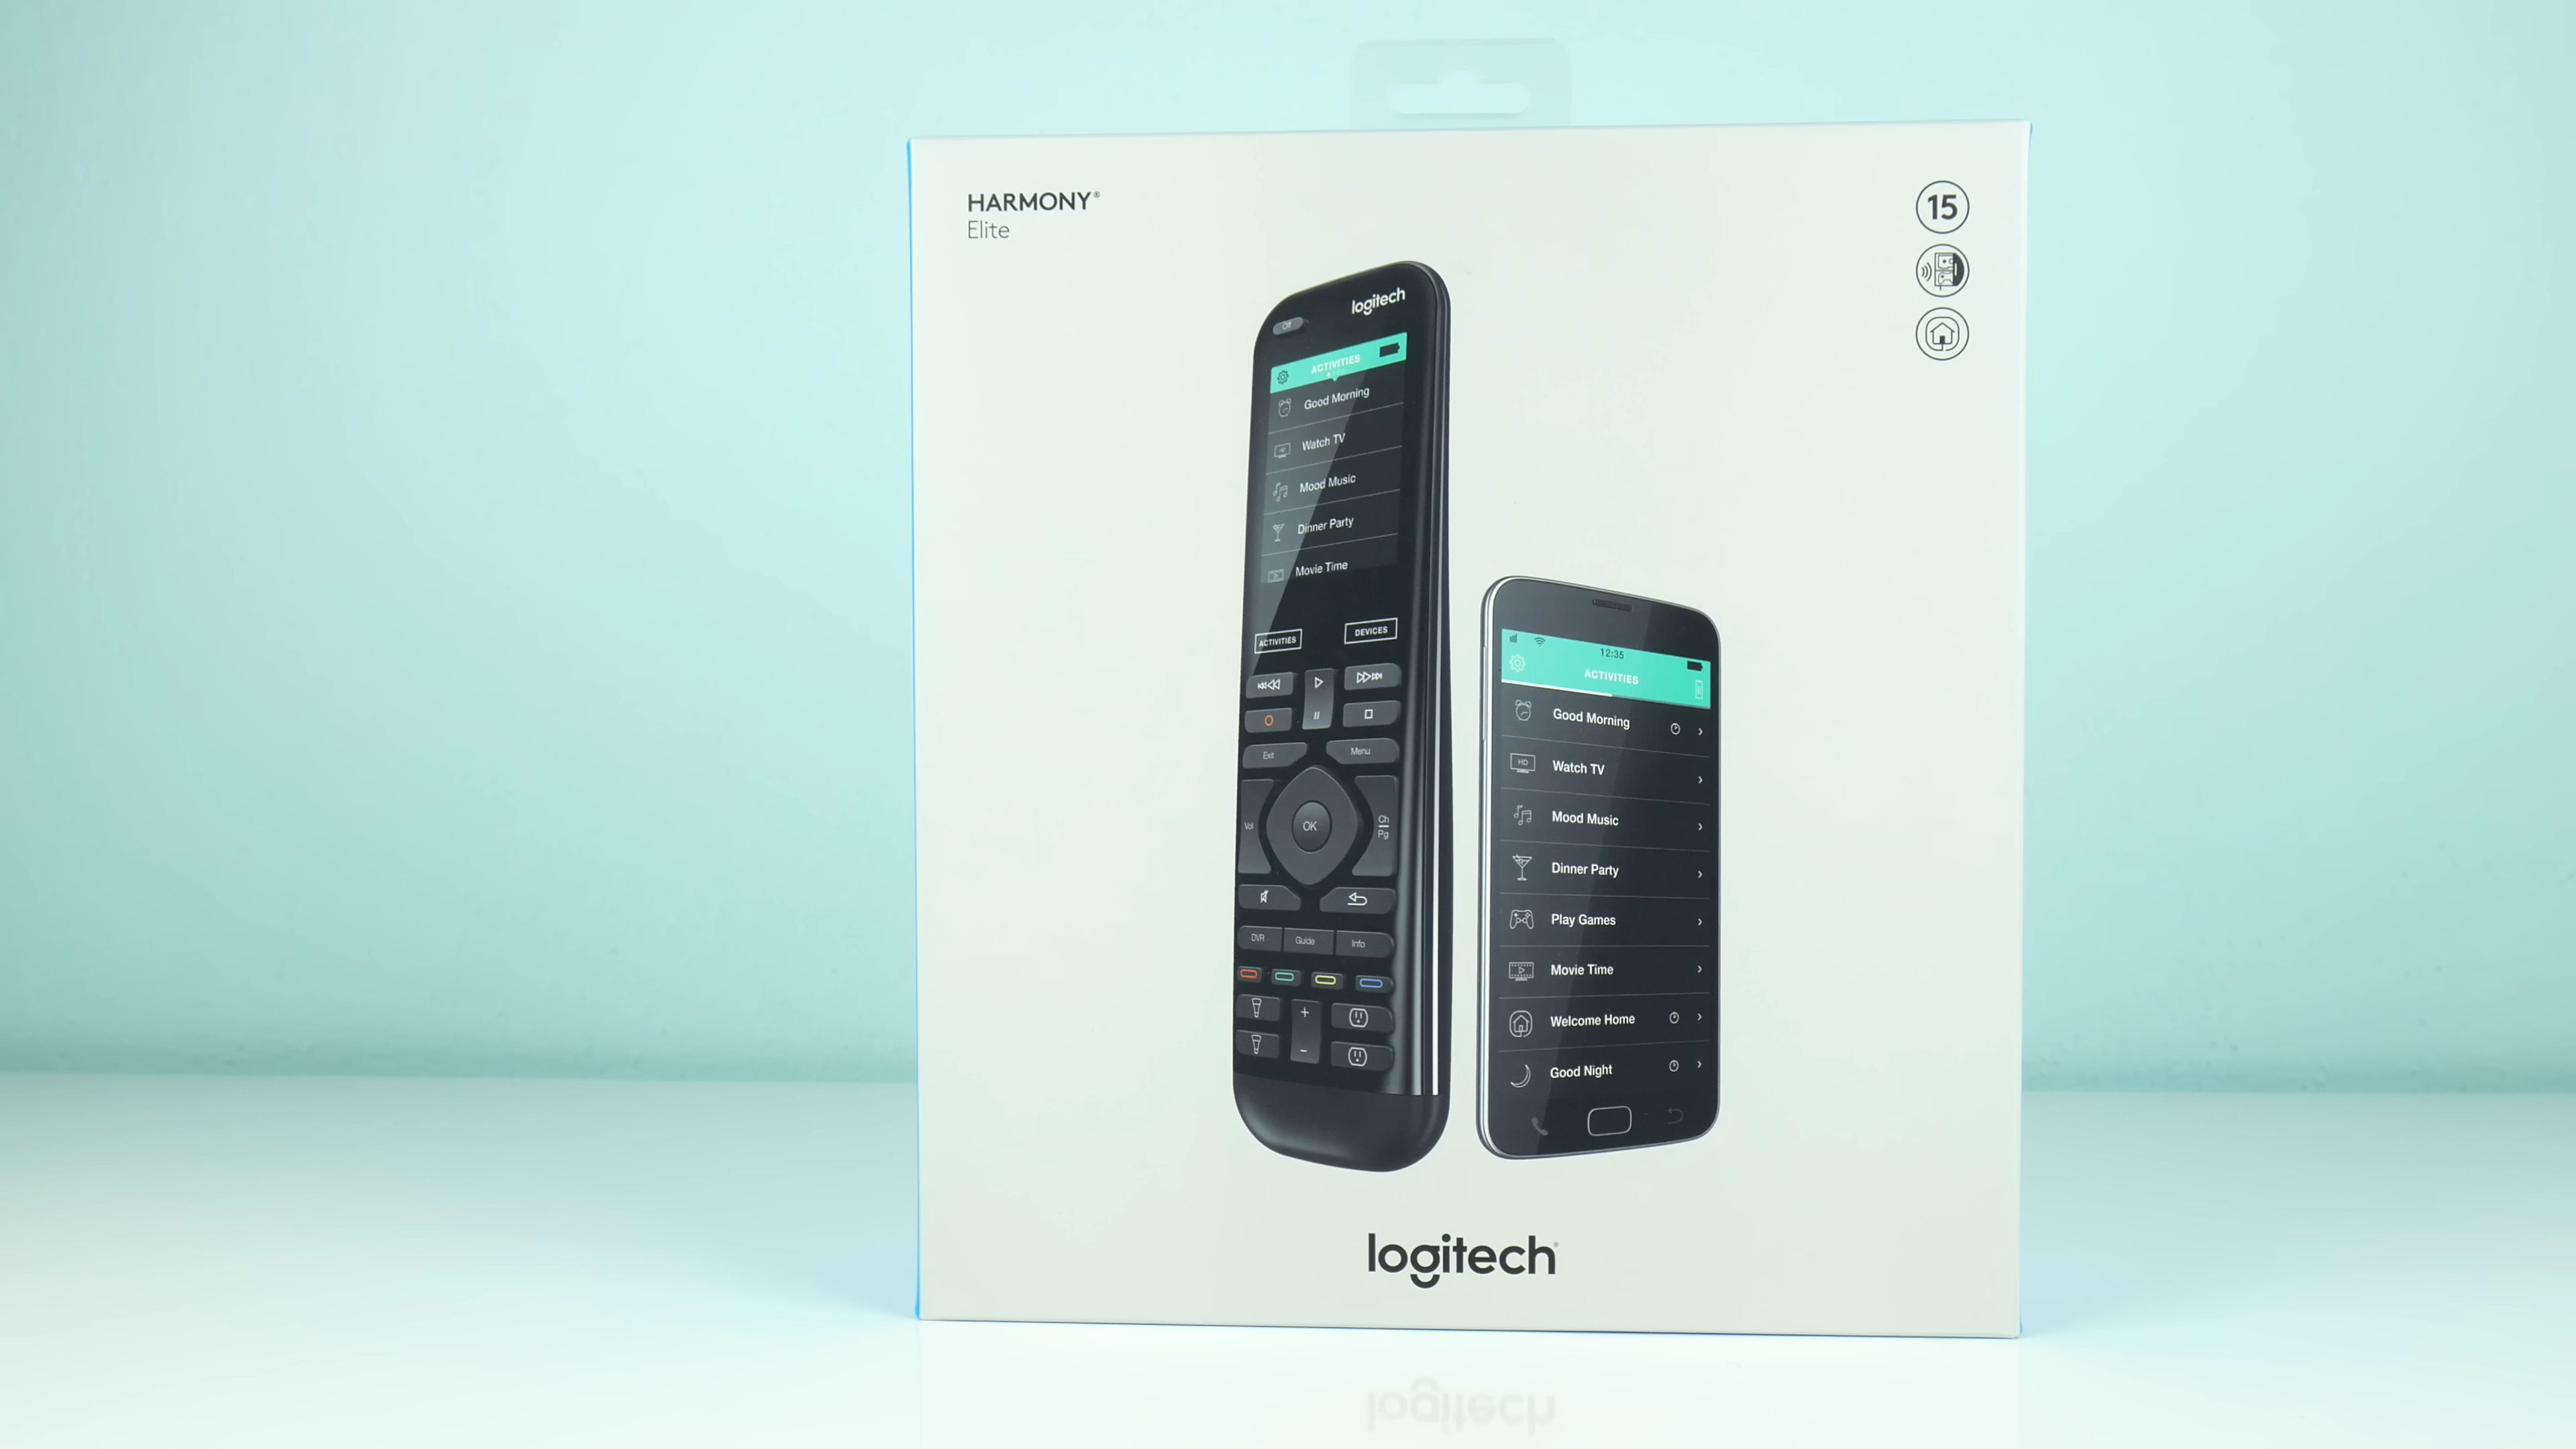 HARMONY®
Elite
15
logitech
Off
ACTIVITIES
Good Morning
Watch TV
Mood Music
Dinner Party
Movie Time
ACTIVITIES
DEVICES
Exit
Menu
Vol
OK
Ch
Pg
DVR
Guide
Info
+
-
12:35
ACTIVITIES
Good Morning
HD
Watch TV
Mood Music
Dinner Party
Play Games
Movie Time
Welcome Home
Good Night
logitech